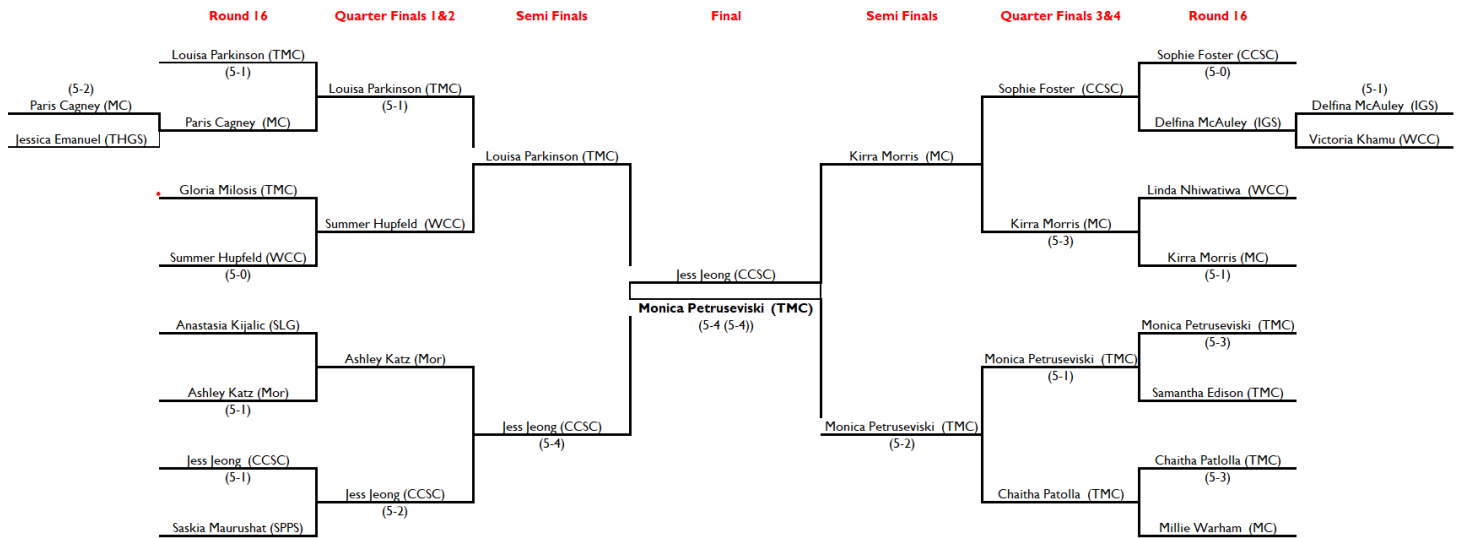 Round 16
Quarter Finals 1&2
Semi Finals
Final
Semi Finals
Quarter Finals 3&4
Round 16
Louisa Parkinson (TMC)
(5-1)
(5-2)
Paris Cagney (MC)
Jessica Emanuel (THGS)
Paris Cagney (MC)
Louisa Parkinson (TMC)
(5-1)
Gloria Milosis (TMC)
Summer Hupfeld (WCC)
(5-0)
Summer Hupfeld (WCC)
Louisa Parkinson (TMC)
Anastasia Kijalic (SLG)
Ashley Katz (Mor)
(5-1)
Ashley Katz (Mor)
Jess Jeong (CCSC)
(5-1)
Saskia Maurushat (SPPS)
Jess Jeong (CCSC)
(5-2)
Jess Jeong (CCSC)
(5-4)
Jess Jeong (CCSC)
Monica Petruseviski (TMC)
(5-4 (5-4))
Kirra Morris (MC)
Monica Petruseviski (TMC)
(5-2)
Sophie Foster (CCSC)
Kirra Morris (MC)
(5-3)
Monica Petruseviski (TMC)
(5-1)
Chaitha Patolla (TMC)
Sophie Foster (CCSC)
(5-0)
Delfina McAuley (IGS)
(5-1)
Delfina McAuley (IGS)
Victoria Khamu (WCC)
Linda Nhiwatiwa (WCC)
Kirra Morris (MC)
(5-1)
Monica Petruseviski (TMC)
(5-3)
Samantha Edison (TMC)
Chaitha Patlolla (TMC)
(5-3)
Millie Warham (MC)